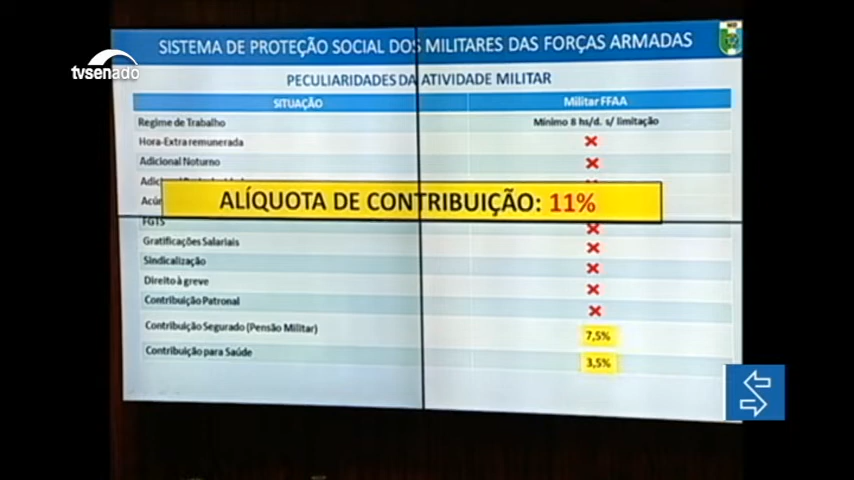 SISTEMA DE PROTEÇÃO SOCIAL DOS MILITARES DAS FORÇAS ARMADAS
tvsenado
PECULIARIDADES DA ATIVIDADE MILITAR
SITUAÇÃO Militar FFAA
Regime de Trabalho Mínimo 8 hs/d. s/ limitação
Hora-Extra remunerada
Adicional Noturno
ALÍQUOTA DE CONTRIBUIÇÃO: 11%
FGTS
Gratificações Salariais
Sindicalização
Direito à greve
Contribuição Patronal
Contribuição Segurado (Pensão Militar) 7,5%
Contribuição para Saúde 3,5%